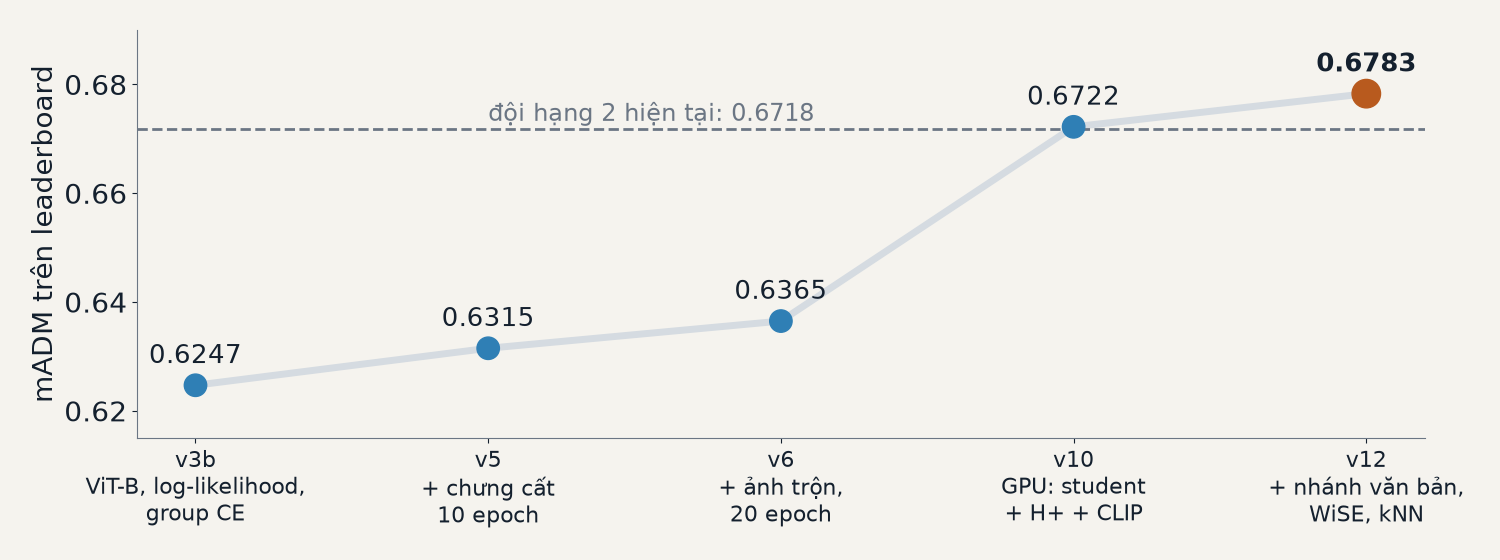 mADM trên leaderboard
0.68
0.66
0.64
0.62
đội hạng 2 hiện tại: 0.6718
0.6247
0.6315
0.6365
0.6722
0.6783
v3b
ViT-B, log-likelihood,
group CE
v5
+ chưng cất
10 epoch
v6
+ ảnh trộn,
20 epoch
v10
GPU: student
+ H+ + CLIP
v12
+ nhánh văn bản,
WiSE, kNN